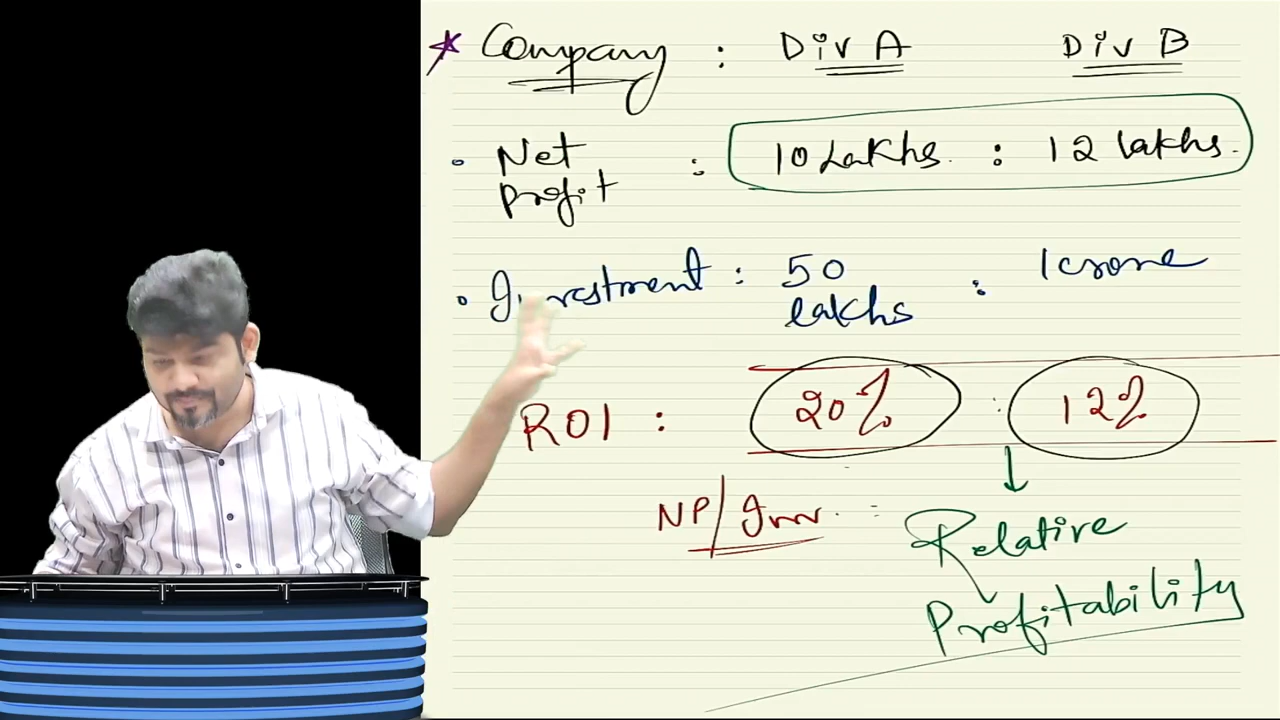 * Company : Div A Div B
• Net Profit : 10 Lakhs. : 12 lakhs.
• Investment : 50 lakhs : 1 crore
ROI : 20% : 12%
NP/Inv. :
Relative
Profitability